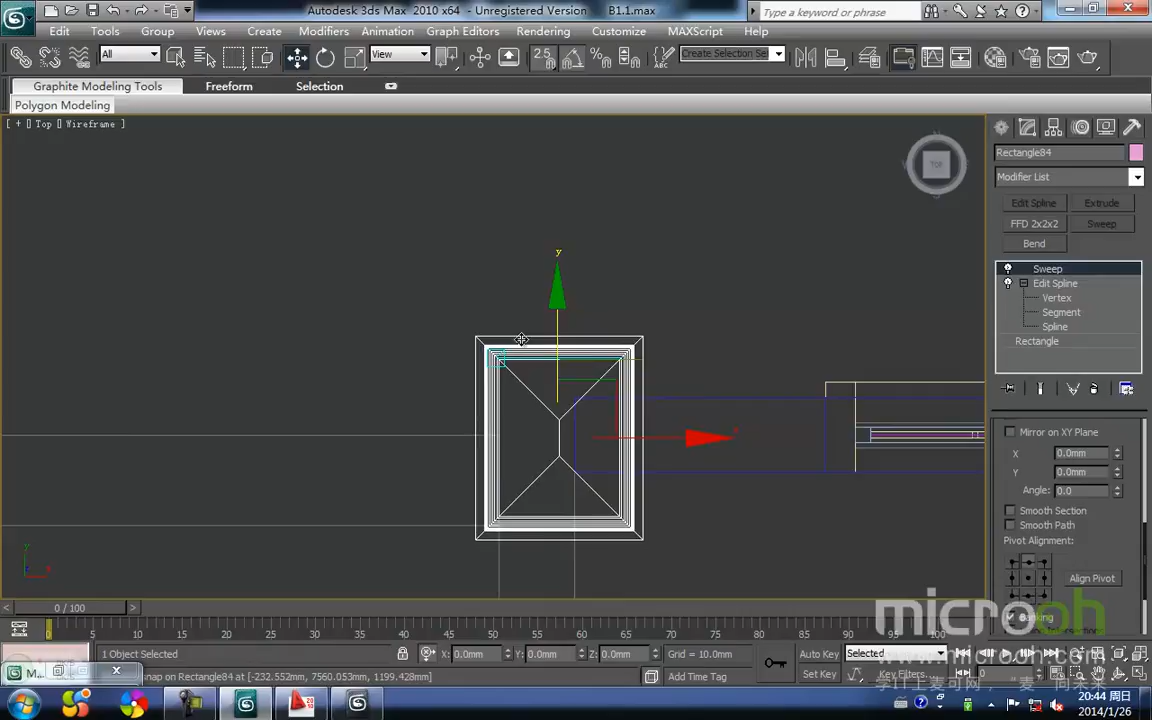 Autodesk 3ds Max 2010 x64 - Unregistered Version B1.1.max
Type a keyword or phrase
Edit Tools Group Views Create Modifiers Animation Graph Editors Rendering Customize MAXScript Help
All
View
2.5
Create Selection Se
Graphite Modeling Tools Freeform Selection
Polygon Modeling
[ + [] Top [] Wireframe ]
TOP
y
x
Rectangle84
Modifier List
Edit Spline Extrude
FFD 2x2x2 Sweep
Bend
Sweep
Edit Spline
Vertex
Segment
Spline
Rectangle
Mirror on XY Plane
X 0.0mm
Y 0.0mm
Angle: 0.0
Smooth Section
Smooth Path
Pivot Alignment:
Align Pivot
Banking
microoh
www.microoh.com
0 / 100
0 5 10 15 20 25 30 35 40 45 50 55 60 65 70 75 80 85 90 95 100
1 Object Selected
X: 0.0mm Y: 0.0mm Z: 0.0mm Grid = 10.0mm
Auto Key Selected
Set Key Key Filters...
M...
snap on Rectangle84 at [-232.552mm, 7560.053mm, 1199.428mm]
Add Time Tag
20:44 周日
2014/1/26